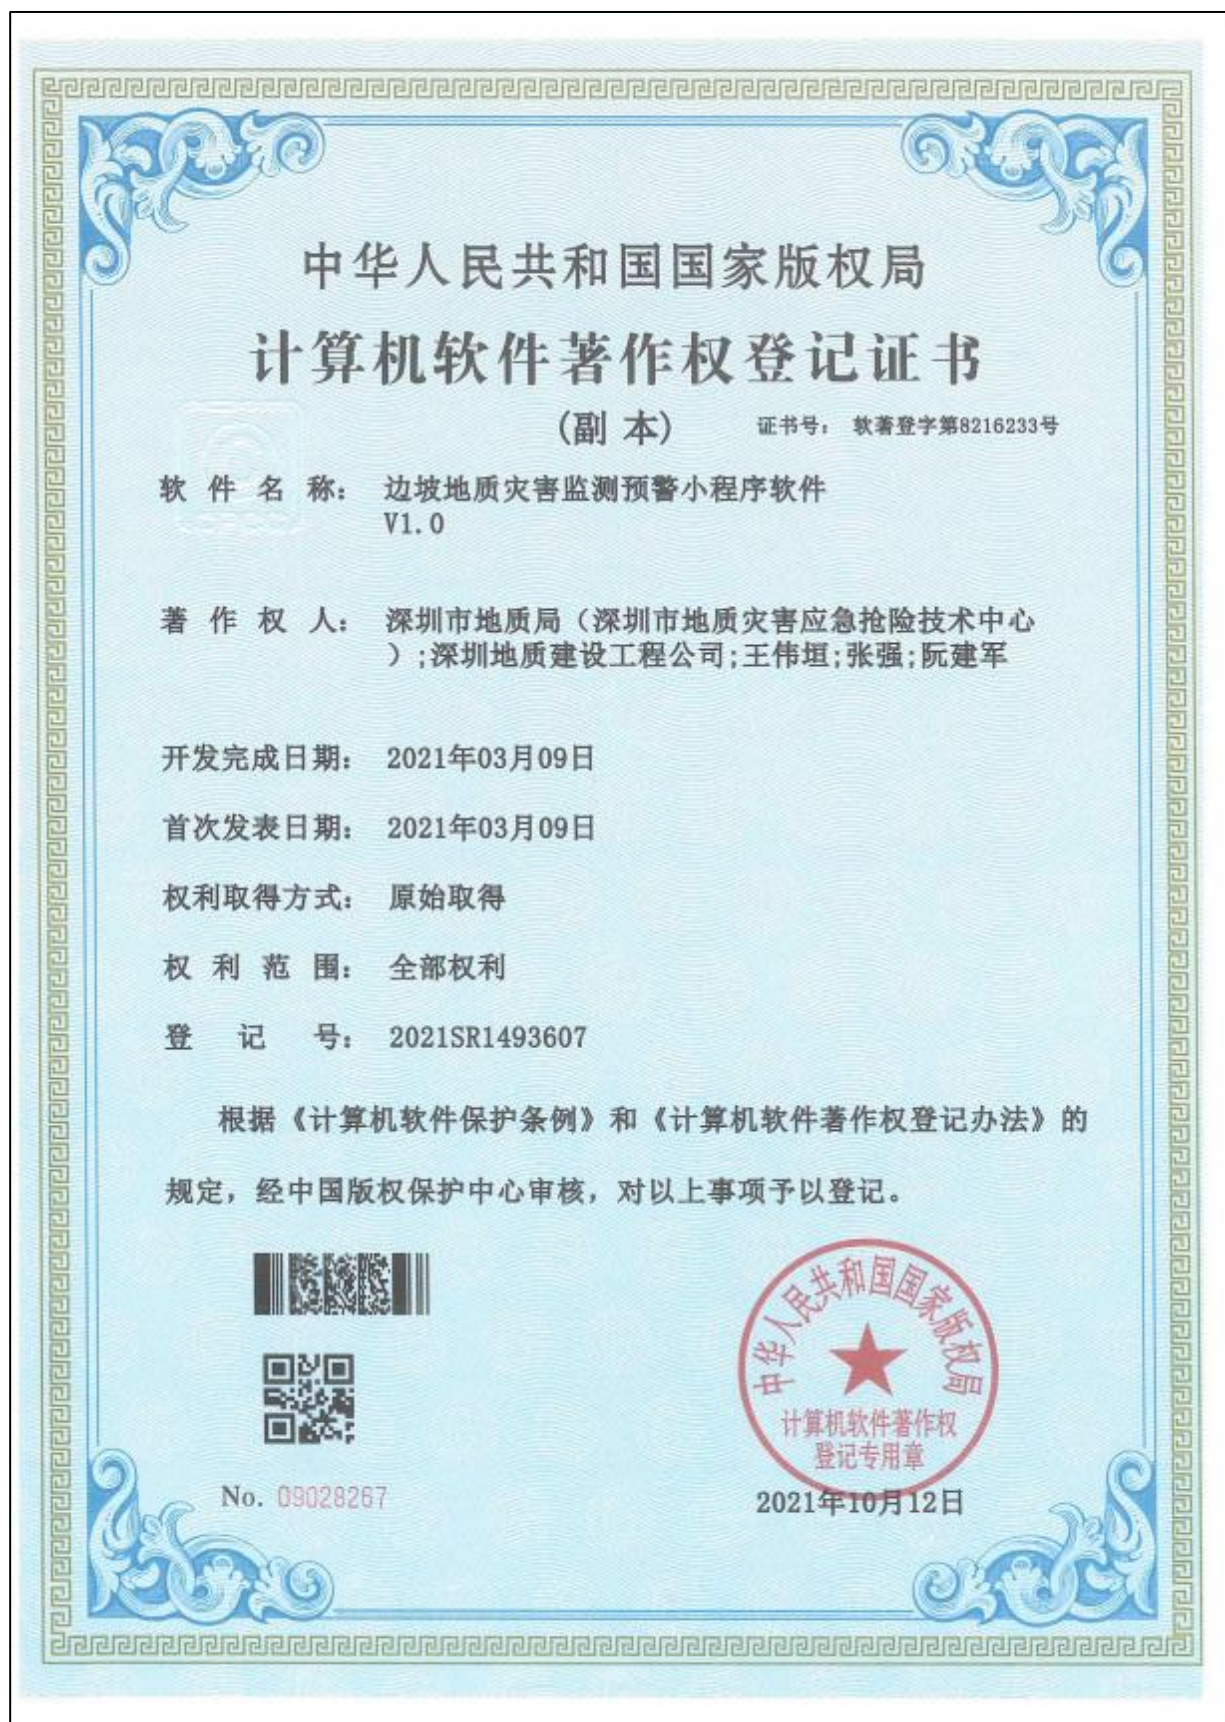 中华人民共和国国家版权局
计算机软件著作权登记证书
(副 本)
证书号: 软著登字第8216233号
软 件 名 称: 边坡地质灾害监测预警小程序软件
V1.0
著 作 权 人: 深圳市地质局（深圳市地质灾害应急抢险技术中心
）;深圳地质建设工程公司;王伟垣;张强;阮建军
开发完成日期: 2021年03月09日
首次发表日期: 2021年03月09日
权利取得方式: 原始取得
权 利 范 围: 全部权利
登 记 号: 2021SR1493607
根据《计算机软件保护条例》和《计算机软件著作权登记办法》的
规定，经中国版权保护中心审核，对以上事项予以登记。
中华人民共和国国家版权局
计算机软件著作权
登记专用章
No. 09028267
2021年10月12日